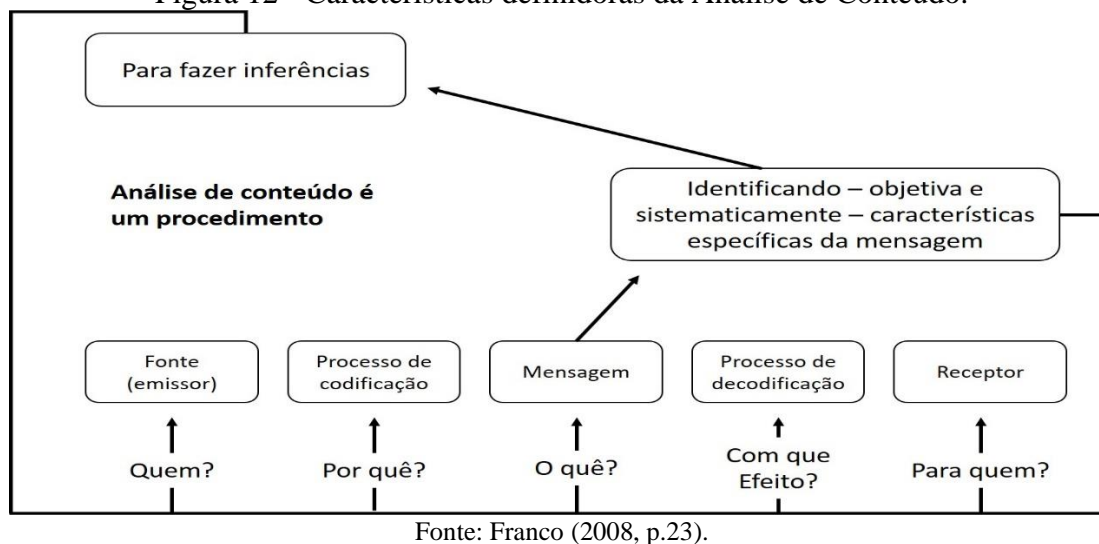 Figura 12 - Características definidoras da Análise de Conteúdo.
Para fazer inferências
Análise de conteúdo é
um procedimento
Identificando – objetiva e
sistematicamente – características
específicas da mensagem
Fonte
(emissor)
Processo de
codificação
Mensagem
Processo de
decodificação
Receptor
Quem?
Por quê?
O quê?
Com que
Efeito?
Para quem?
Fonte: Franco (2008, p.23).